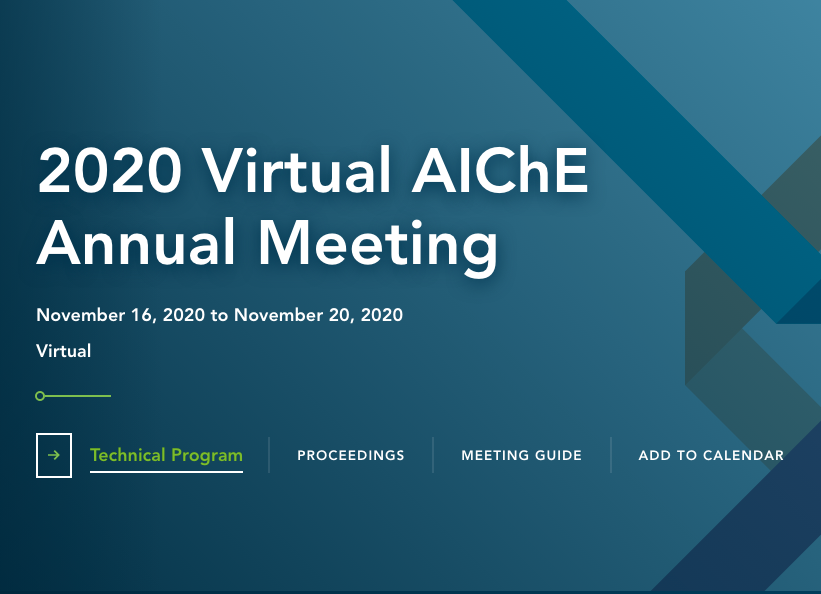 2020 Virtual AIChE
Annual Meeting
November 16, 2020 to November 20, 2020
Virtual
Technical Program
PROCEEDINGS
MEETING GUIDE
ADD TO CALENDAR